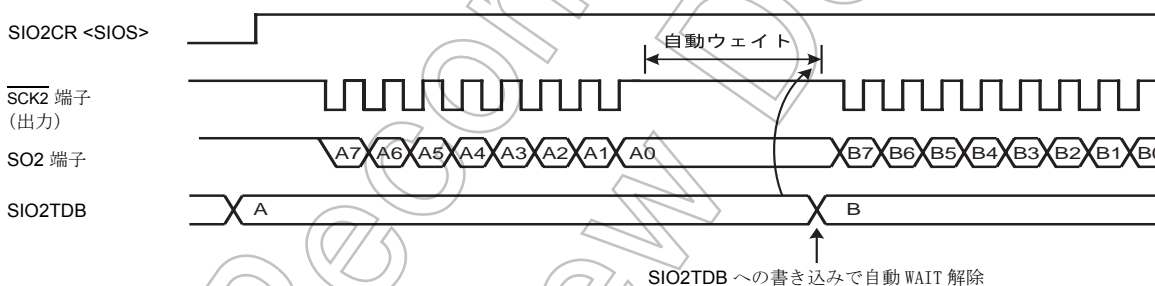 SIO2CR <SIOS>
自動ウェイト
SCK2 端子
(出力)
SO2 端子
A7 A6 A5 A4 A3 A2 A1 A0 B7 B6 B5 B4 B3 B2 B1 B0
SIO2TDB
A B
SIO2TDB への書き込みで自動 WAIT 解除